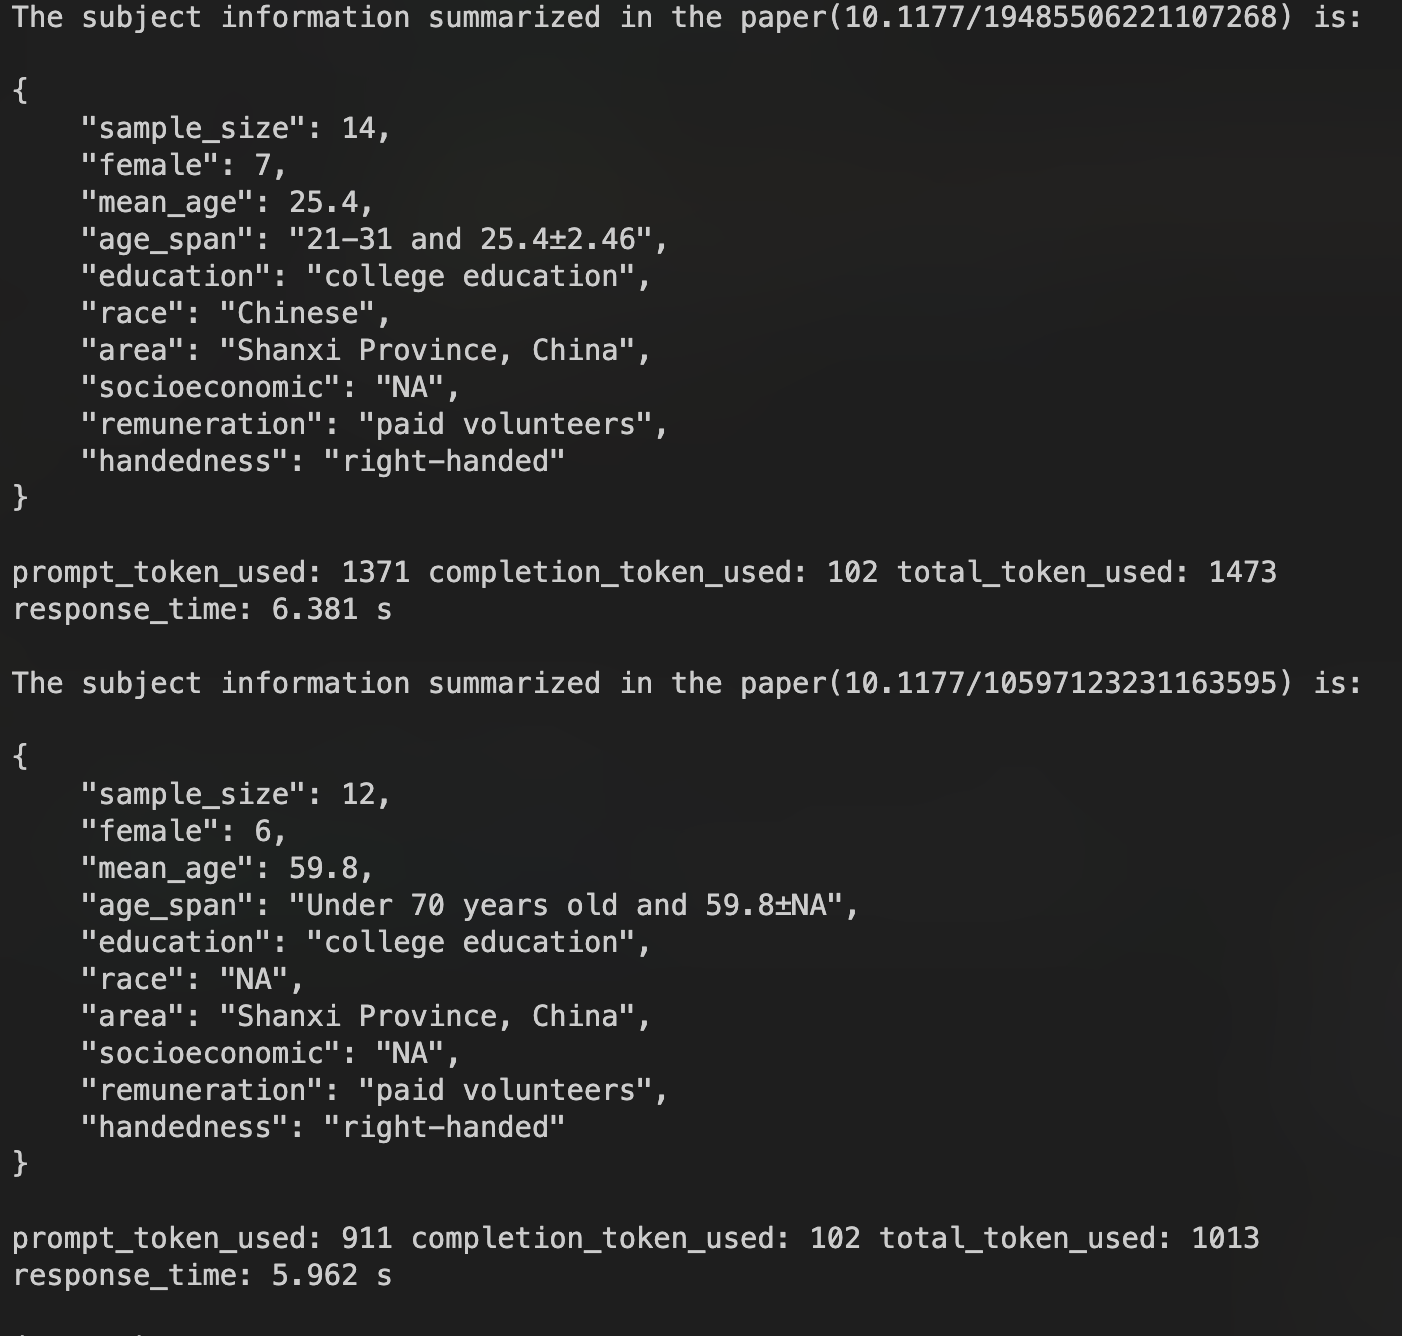 The subject information summarized in the paper(10.1177/19485506221107268) is:
{
"sample_size": 14,
"female": 7,
"mean_age": 25.4,
"age_span": "21-31 and 25.4±2.46",
"education": "college education",
"race": "Chinese",
"area": "Shanxi Province, China",
"socioeconomic": "NA",
"remuneration": "paid volunteers",
"handedness": "right-handed"
}
prompt_token_used: 1371 completion_token_used: 102 total_token_used: 1473
response_time: 6.381 s
The subject information summarized in the paper(10.1177/10597123231163595) is:
{
"sample_size": 12,
"female": 6,
"mean_age": 59.8,
"age_span": "Under 70 years old and 59.8±NA",
"education": "college education",
"race": "NA",
"area": "Shanxi Province, China",
"socioeconomic": "NA",
"remuneration": "paid volunteers",
"handedness": "right-handed"
}
prompt_token_used: 911 completion_token_used: 102 total_token_used: 1013
response_time: 5.962 s